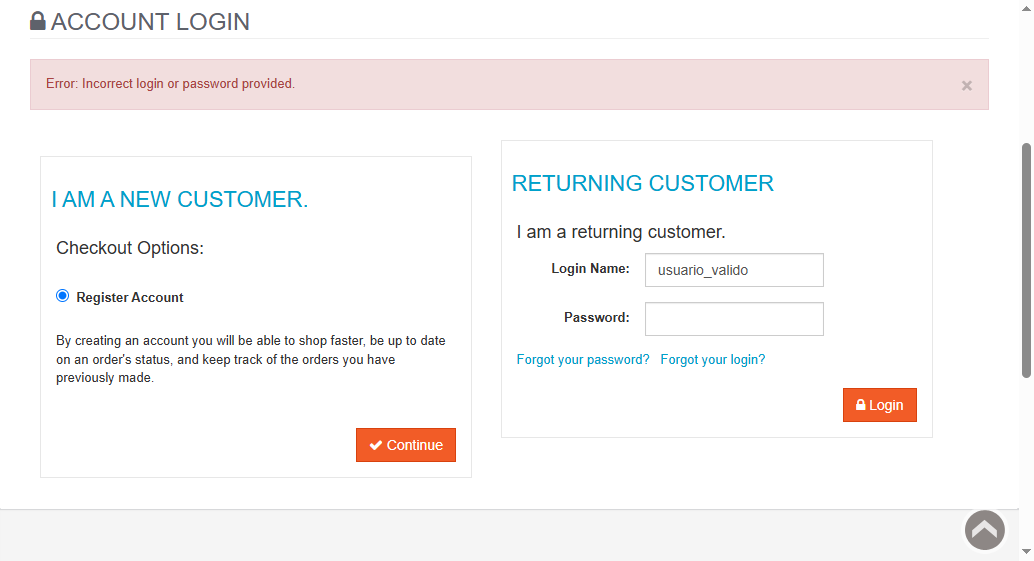 ACCOUNT LOGIN
Error: Incorrect login or password provided.
×
I AM A NEW CUSTOMER.
Checkout Options:
Register Account
By creating an account you will be able to shop faster, be up to date
on an order's status, and keep track of the orders you have
previously made.
Continue
RETURNING CUSTOMER
I am a returning customer.
Login Name: usuario_valido
Password:
Forgot your password? Forgot your login?
Login